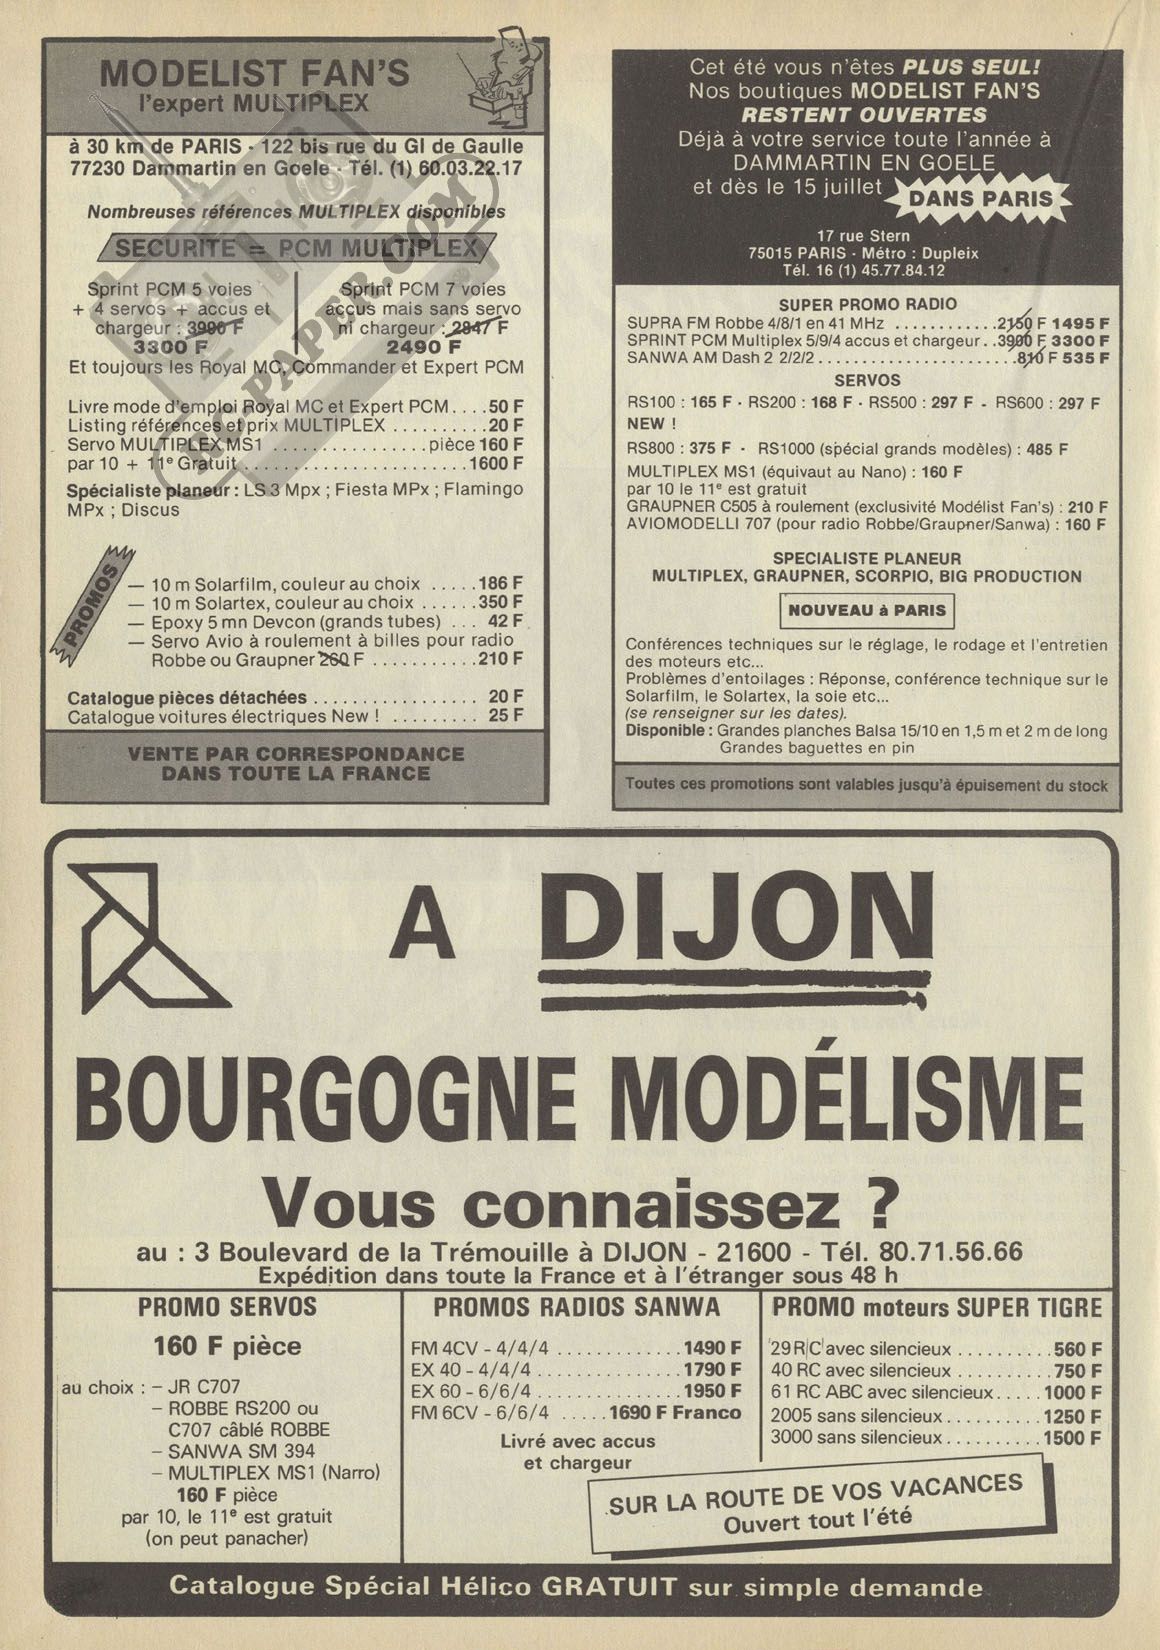 MODELIST FAN'S
l'expert MULTIPLEX
à 30 km de PARIS - 122 bis rue du Gl de Gaulle
77230 Dammartin en Goele - Tél. (1) 60.03.22.17
Nombreuses références MULTIPLEX disponibles
SECURITE = PCM MULTIPLEX
Sprint PCM 5 voies
+ 4 servos + accus et
chargeur : 3990 F
3300 F
Sprint PCM 7 voies
accus mais sans servo
ni chargeur : 2847 F
2490 F
Et toujours les Royal MC, Commander et Expert PCM
Livre mode d'emploi Royal MC et Expert PCM .... 50 F
Listing références et prix MULTIPLEX .......... 20 F
Servo MULTIPLEX MS1 .......... pièce 160 F
par 10 + 11e Gratuit .......... 1600 F
Spécialiste planeur : LS 3 Mpx ; Fiesta MPx ; Flamingo
MPx ; Discus
PROMOS
— 10 m Solarfilm, couleur au choix ..... 186 F
— 10 m Solartex, couleur au choix ...... 350 F
— Epoxy 5 mn Devcon (grands tubes) ... 42 F
— Servo Avio à roulement à billes pour radio
Robbe ou Graupner 260 F .......... 210 F
Catalogue pièces détachées .......... 20 F
Catalogue voitures électriques New ! ......... 25 F
VENTE PAR CORRESPONDANCE
DANS TOUTE LA FRANCE
RC-PAPER.COM
Cet été vous n'êtes PLUS SEUL!
Nos boutiques MODELIST FAN'S
RESTENT OUVERTES
Déjà à votre service toute l'année à
DAMMARTIN EN GOELE
et dès le 15 juillet DANS PARIS
17 rue Stern
75015 PARIS - Métro : Dupleix
Tél. 16 (1) 45.77.84.12
SUPER PROMO RADIO
SUPRA FM Robbe 4/8/1 en 41 MHz ........... 2150 F 1495 F
SPRINT PCM Multiplex 5/9/4 accus et chargeur .. 3900 F 3300 F
SANWA AM Dash 2 2/2/2 .......... 810 F 535 F
SERVOS
RS100 : 165 F - RS200 : 168 F - RS500 : 297 F - RS600 : 297 F
NEW !
RS800 : 375 F - RS1000 (spécial grands modèles) : 485 F
MULTIPLEX MS1 (équivaut au Nano) : 160 F
par 10 le 11e est gratuit
GRAUPNER C505 à roulement (exclusivité Modélist Fan's) : 210 F
AVIOMODELLI 707 (pour radio Robbe/Graupner/Sanwa) : 160 F
SPECIALISTE PLANEUR
MULTIPLEX, GRAUPNER, SCORPIO, BIG PRODUCTION
NOUVEAU à PARIS
Conférences techniques sur le réglage, le rodage et l'entretien
des moteurs etc...
Problèmes d'entoilages : Réponse, conférence technique sur le
Solarfilm, le Solartex, la soie etc...
(se renseigner sur les dates).
Disponible : Grandes planches Balsa 15/10 en 1,5 m et 2 m de long
Grandes baguettes en pin
Toutes ces promotions sont valables jusqu'à épuisement du stock
A DIJON
BOURGOGNE MODÉLISME
Vous connaissez ?
au : 3 Boulevard de la Trémouille à DIJON - 21600 - Tél. 80.71.56.66
Expédition dans toute la France et à l'étranger sous 48 h
PROMO SERVOS
160 F pièce
au choix : – JR C707
– ROBBE RS200 ou
C707 câblé ROBBE
– SANWA SM 394
– MULTIPLEX MS1 (Narro)
160 F pièce
par 10, le 11e est gratuit
(on peut panacher)
PROMOS RADIOS SANWA
FM 4CV - 4/4/4 ............. 1490 F
EX 40 - 4/4/4 .............. 1790 F
EX 60 - 6/6/4 .............. 1950 F
FM 6CV - 6/6/4 ..... 1690 F Franco
Livré avec accus
et chargeur
PROMO moteurs SUPER TIGRE
29 RC avec silencieux .......... 560 F
40 RC avec silencieux .......... 750 F
61 RC ABC avec silencieux ..... 1000 F
2005 sans silencieux .......... 1250 F
3000 sans silencieux .......... 1500 F
SUR LA ROUTE DE VOS VACANCES
Ouvert tout l'été
Catalogue Spécial Hélico GRATUIT sur simple demande